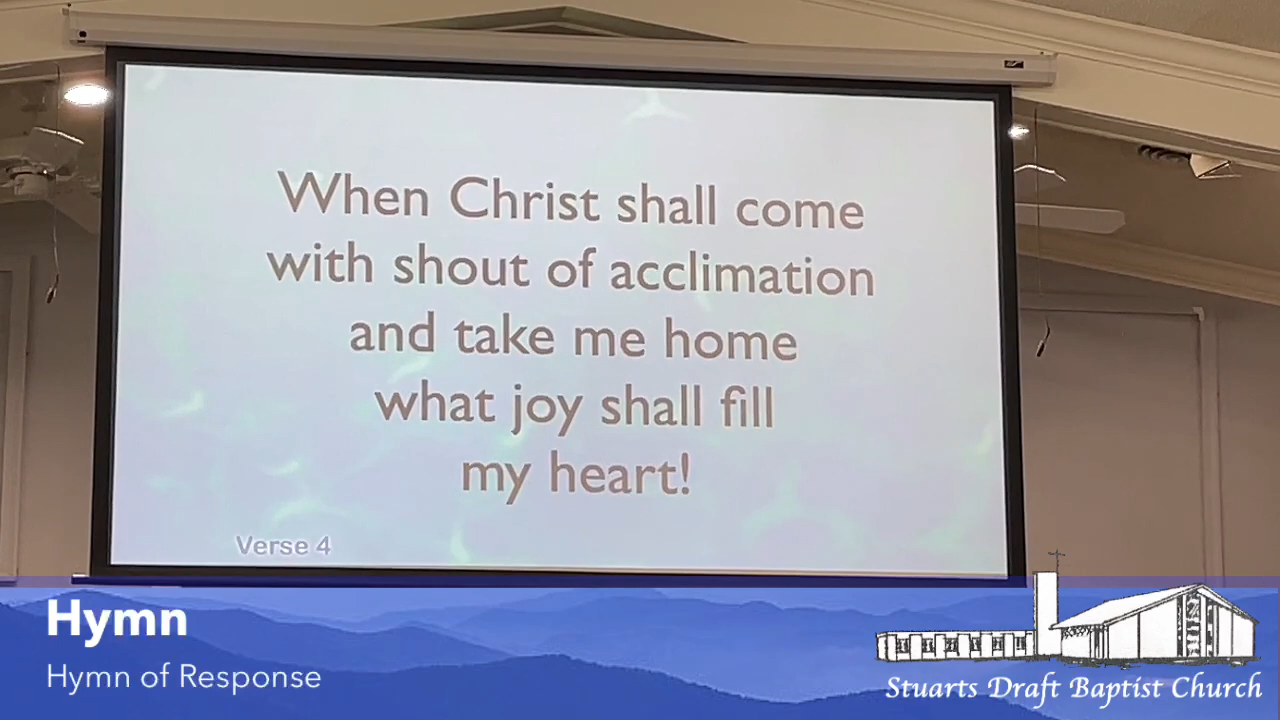 When Christ shall come
with shout of acclimation
and take me home
what joy shall fill
my heart!
Verse 4
Hymn
Hymn of Response
Stuarts Draft Baptist Church